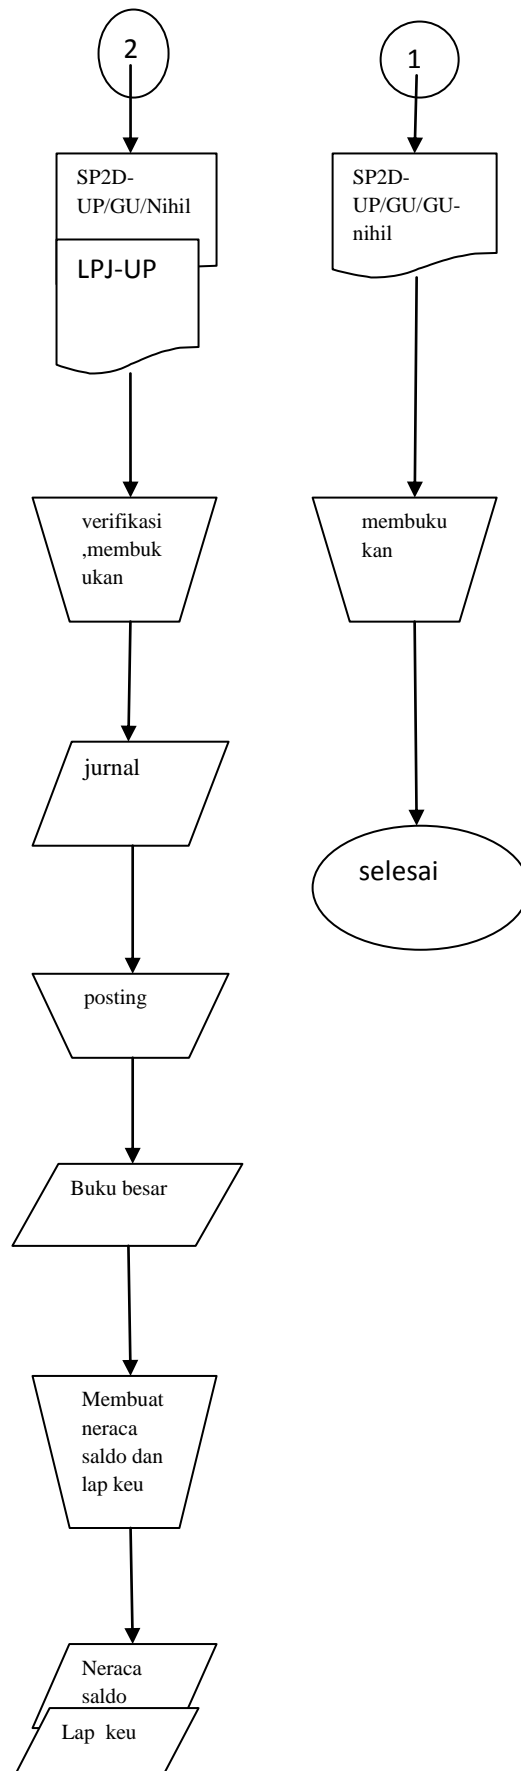 2
SP2D-
UP/GU/Nihil
LPJ-UP
verifikasi
,membuk
ukan
jurnal
posting
Buku besar
Membuat
neraca
saldo dan
lap keu
Neraca
saldo
Lap keu
1
SP2D-
UP/GU/GU-
nihil
membuku
kan
selesai